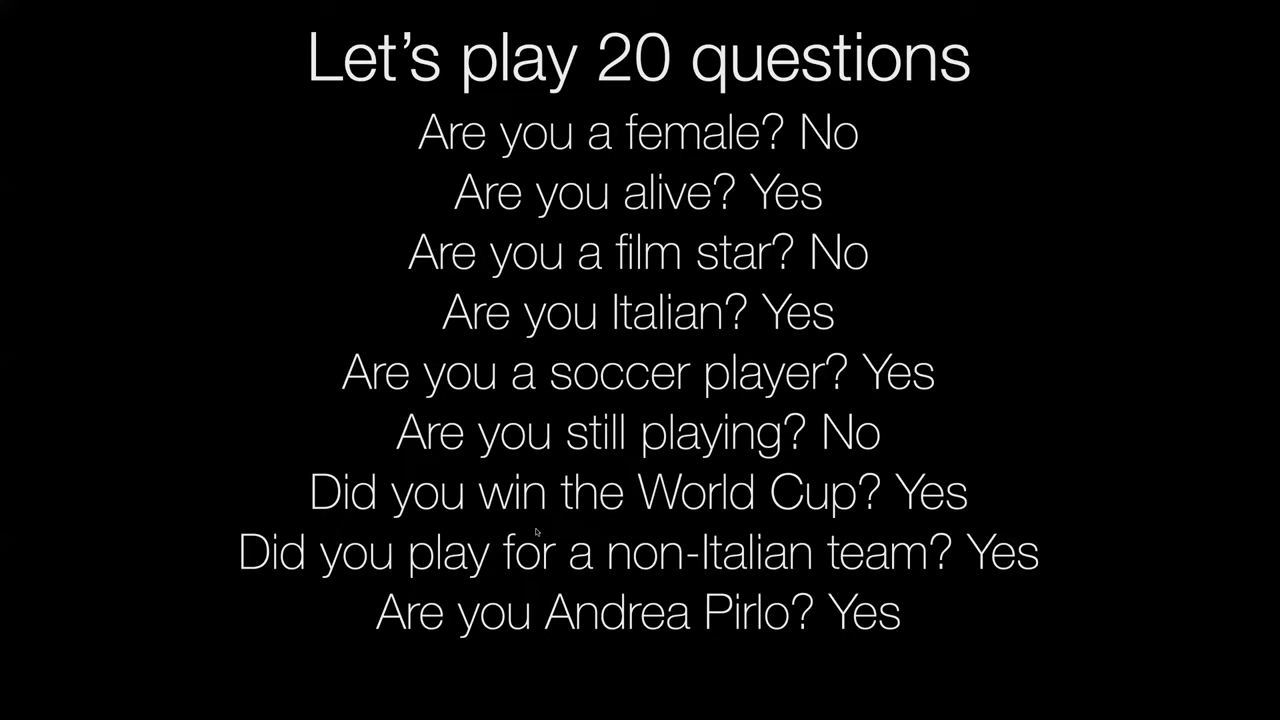 Let’s play 20 questions
Are you a female? No
Are you alive? Yes
Are you a film star? No
Are you Italian? Yes
Are you a soccer player? Yes
Are you still playing? No
Did you win the World Cup? Yes
Did you play for a non-Italian team? Yes
Are you Andrea Pirlo? Yes